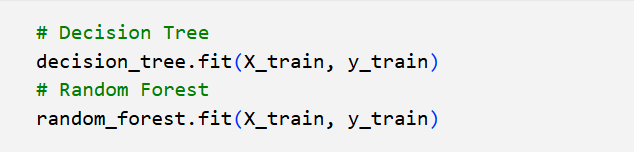 # Decision Tree
decision_tree.fit(X_train, y_train)
# Random Forest
random_forest.fit(X_train, y_train)